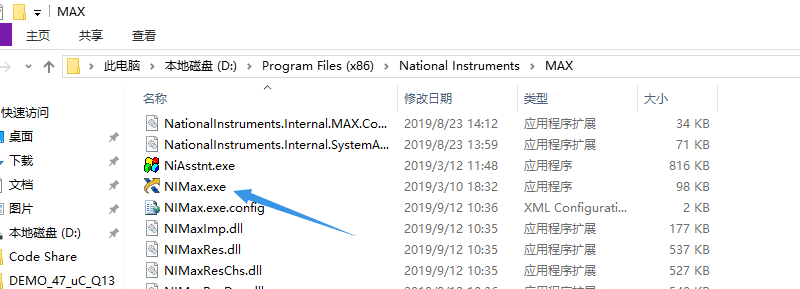 MAX
主页 共享 查看
此电脑 本地磁盘 (D:) Program Files (x86) National Instruments MAX
名称 修改日期 类型 大小
快速访问
桌面
下载
文档
图片
本地磁盘 (D:)
Code Share
DEMO_47_uC_Q13
NationalInstruments.Internal.MAX.Co... 2019/8/23 14:12 应用程序扩展 34 KB
NationalInstruments.Internal.SystemA... 2019/8/23 13:59 应用程序扩展 71 KB
NiAsstnt.exe 2019/3/12 11:48 应用程序 816 KB
NIMax.exe 2019/3/10 18:32 应用程序 98 KB
NIMax.exe.config 2019/9/12 10:36 XML Configurati... 2 KB
NIMaxImp.dll 2019/9/12 10:35 应用程序扩展 177 KB
NIMaxRes.dll 2019/9/12 10:35 应用程序扩展 537 KB
NIMaxResChs.dll 2019/9/12 10:35 应用程序扩展 527 KB